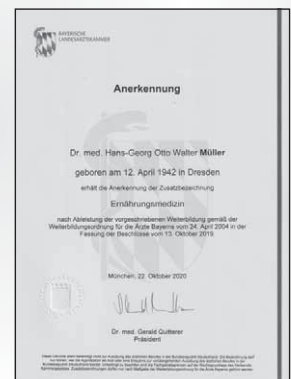 BAYERISCHE
LANDESÄRZTEKAMMER
Anerkennung
Dr. med. Hans-Georg Otto Walter Müller
geboren am 12. April 1942 in Dresden
erhält die Anerkennung der Zusatzbezeichnung
Ernährungsmedizin
nach Ableistung der vorgeschriebenen Weiterbildung gemäß der
Weiterbildungsordnung für die Ärzte Bayerns vom 24. April 2004 in der
Fassung der Beschlüsse vom 13. Oktober 2019
München, 22. Oktober 2020
Dr. med. Gerald Quitterer
Präsident